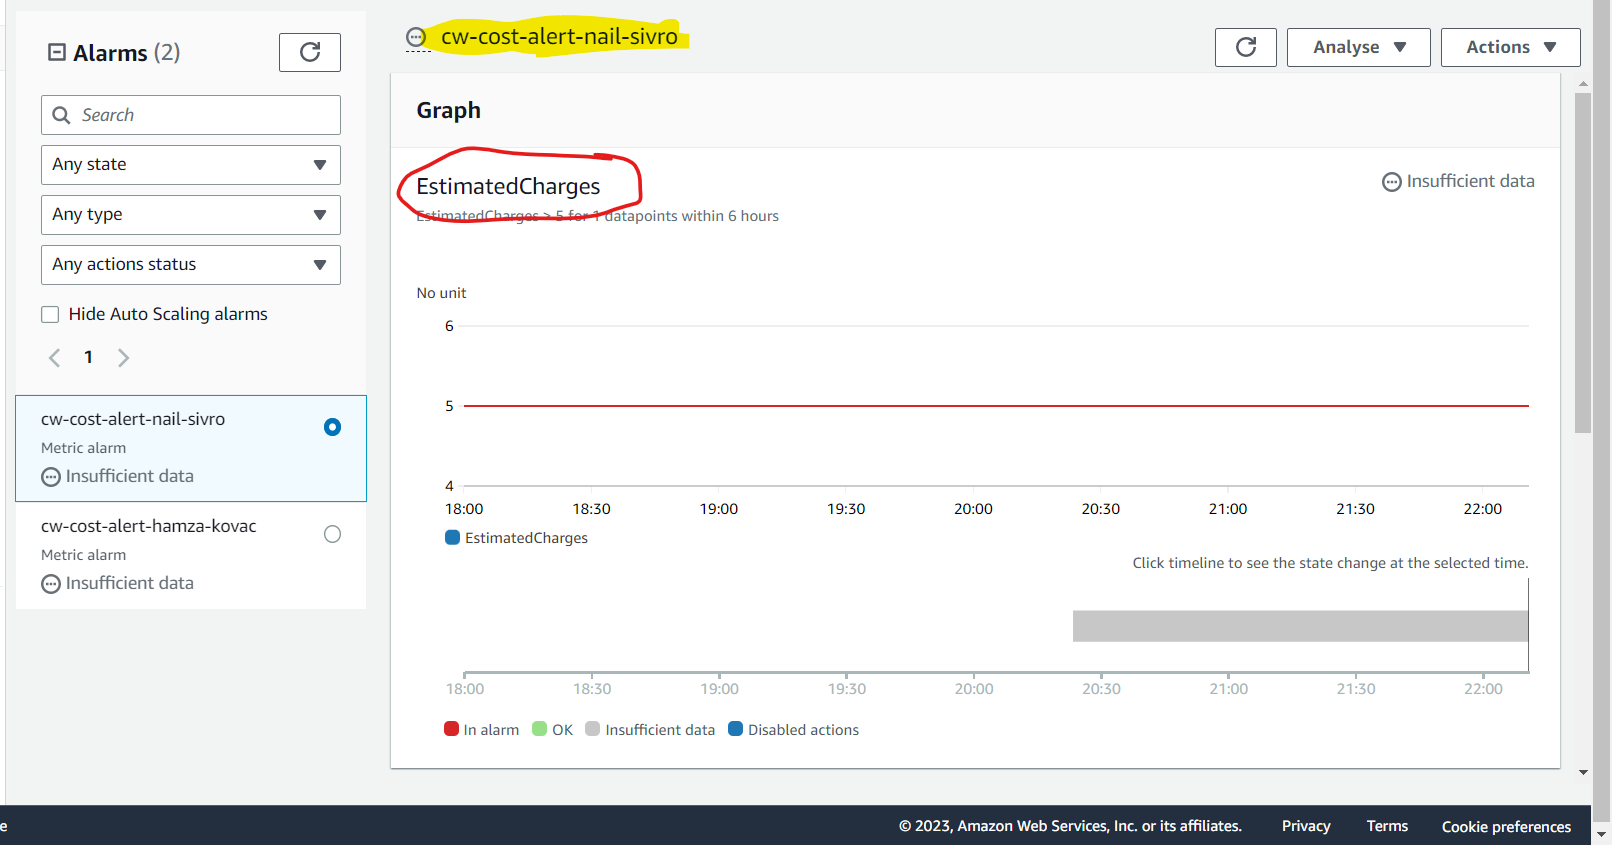 Alarms (2)
Search
Any state
Any type
Any actions status
Hide Auto Scaling alarms
1
cw-cost-alert-nail-sivro
Metric alarm
Insufficient data
cw-cost-alert-hamza-kovac
Metric alarm
Insufficient data
cw-cost-alert-nail-sivro
Analyse
Actions
Graph
EstimatedCharges
Insufficient data
EstimatedCharges > 5 for 1 datapoints within 6 hours
No unit
6
5
4
18:00 18:30 19:00 19:30 20:00 20:30 21:00 21:30 22:00
EstimatedCharges
Click timeline to see the state change at the selected time.
18:00 18:30 19:00 19:30 20:00 20:30 21:00 21:30 22:00
In alarm OK Insufficient data Disabled actions
e © 2023, Amazon Web Services, Inc. or its affiliates. Privacy Terms Cookie preferences